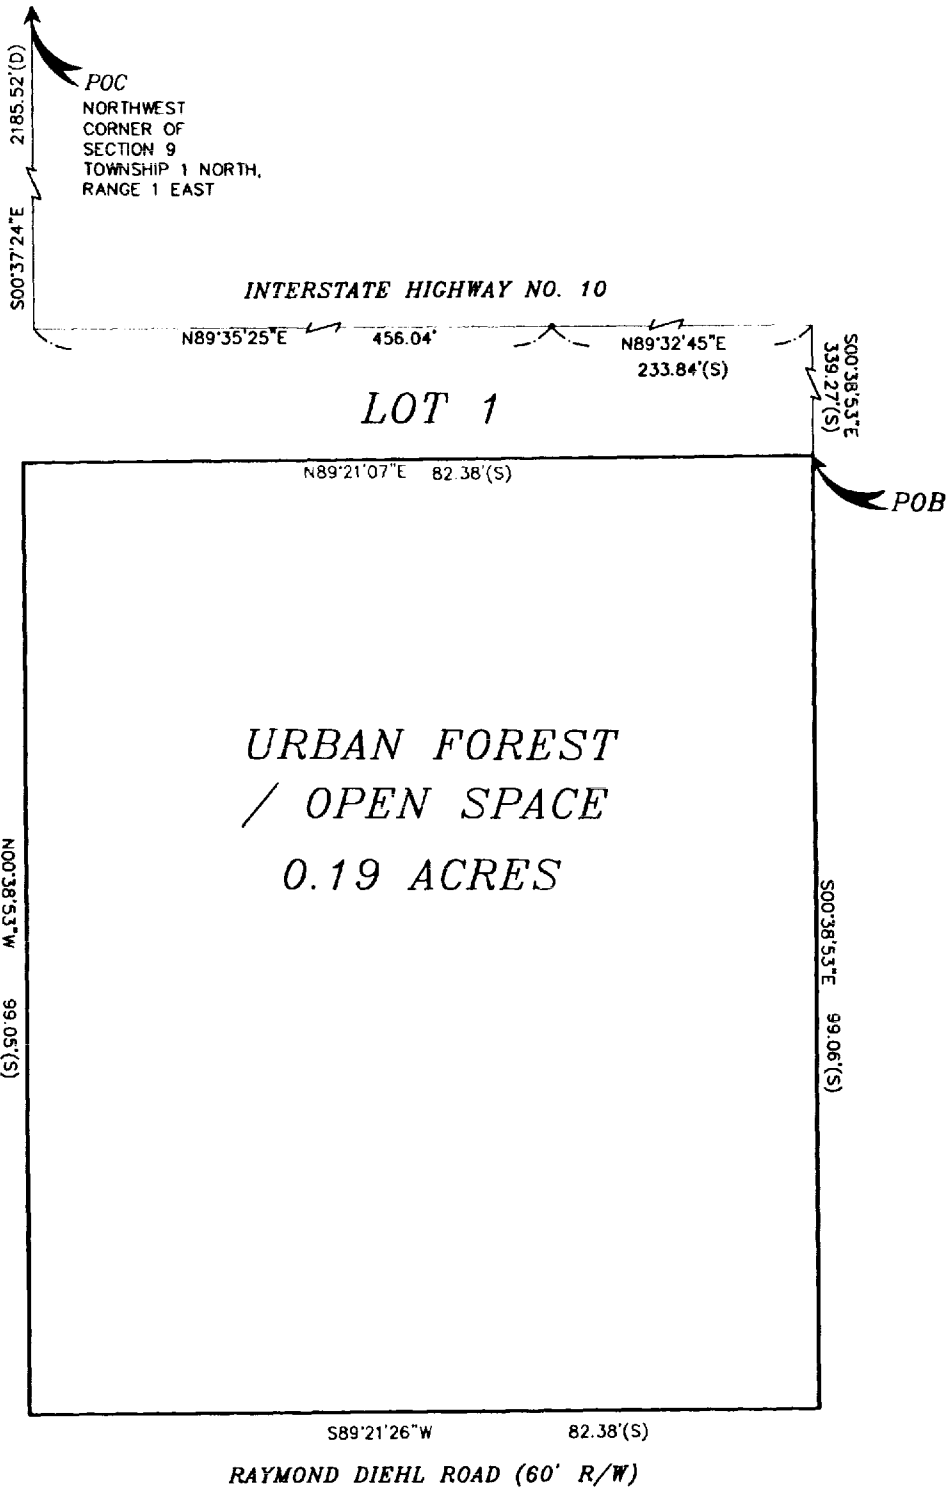 2185.52'(D)
S00°37'24"E
POC
NORTHWEST
CORNER OF
SECTION 9
TOWNSHIP 1 NORTH,
RANGE 1 EAST
INTERSTATE HIGHWAY NO. 10
N89°35'25"E 456.04'
N89°32'45"E
233.84'(S)
S00°38'53"E
339.27'(S)
LOT 1
N89°21'07"E 82.38'(S)
POB
URBAN FOREST
/ OPEN SPACE
0.19 ACRES
N00°38'53"W 99.05'(S)
S00°38'53"E 99.06'(S)
S89°21'26"W 82.38'(S)
RAYMOND DIEHL ROAD (60' R/W)